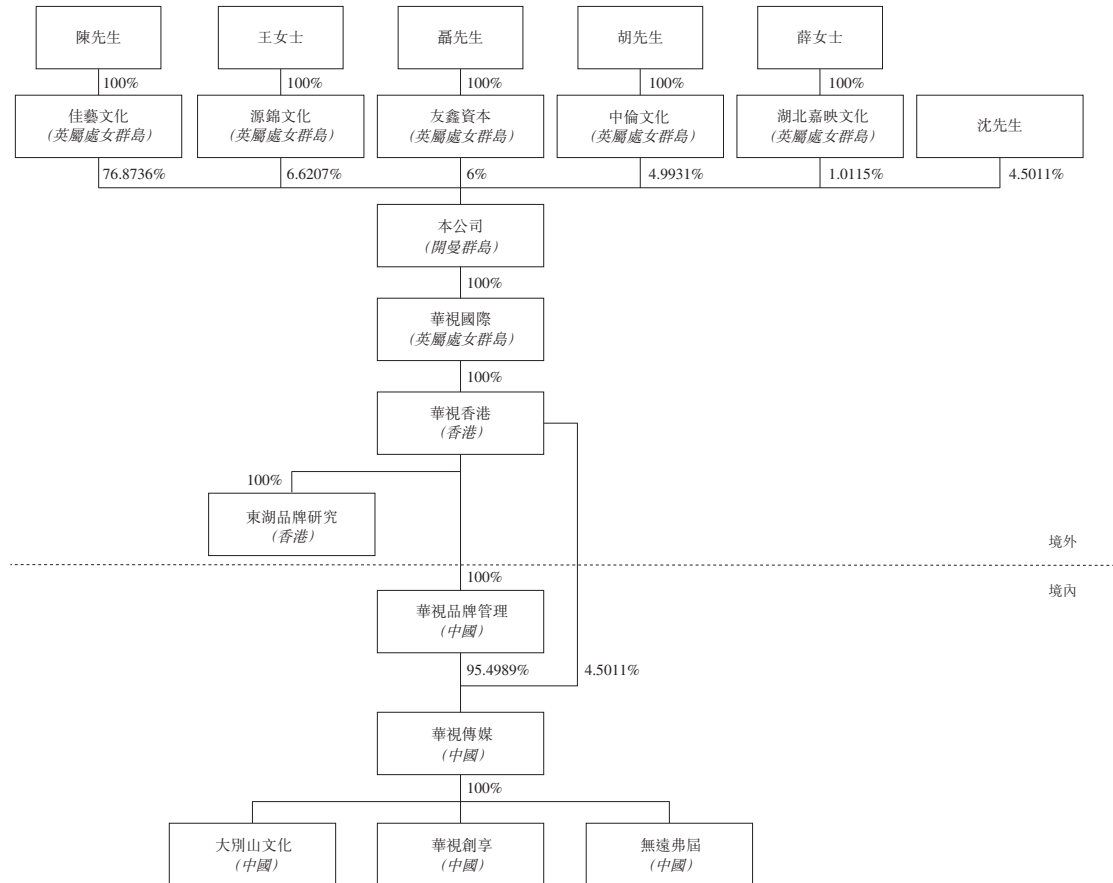 陳先生
王女士
聶先生
胡先生
薛女士
100%
100%
100%
100%
100%
佳藝文化
(英屬處女群島)
源錦文化
(英屬處女群島)
友鑫資本
(英屬處女群島)
中倫文化
(英屬處女群島)
湖北嘉映文化
(英屬處女群島)
沈先生
76.8736%
6.6207%
6%
4.9931%
1.0115%
4.5011%
本公司
(開曼群島)
100%
華視國際
(英屬處女群島)
100%
華視香港
(香港)
100%
東湖品牌研究
(香港)
境外
境內
100%
華視品牌管理
(中國)
95.4989%
4.5011%
華視傳媒
(中國)
100%
大別山文化
(中國)
華視創享
(中國)
無遠弗屆
(中國)